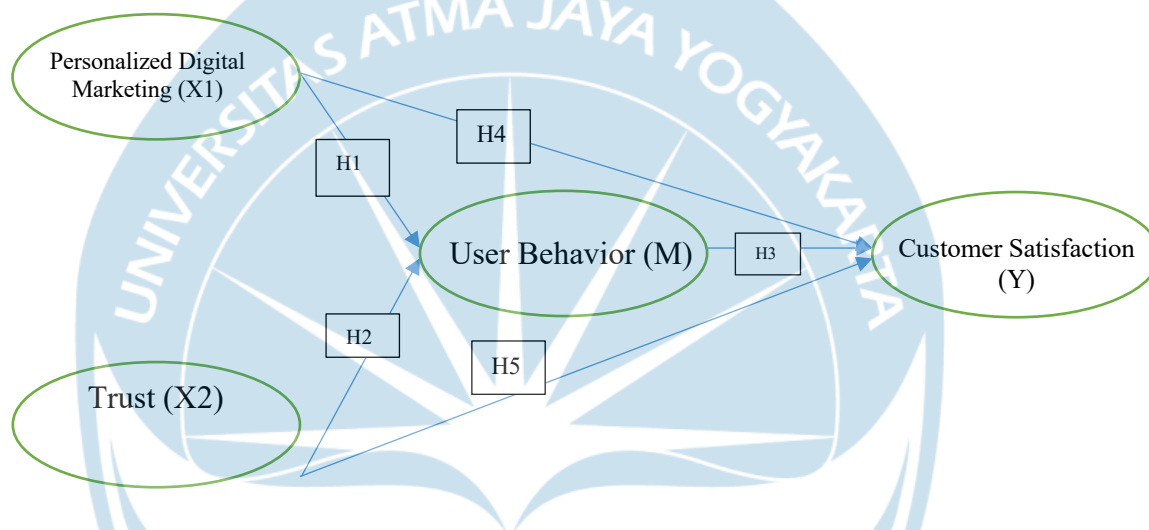 UNIVERSITAS ATMA JAYA YOGYAKARTA
Personalized Digital
Marketing (X1)
H4
H1
User Behavior (M)
H3
Customer Satisfaction
(Y)
H2
H5
Trust (X2)